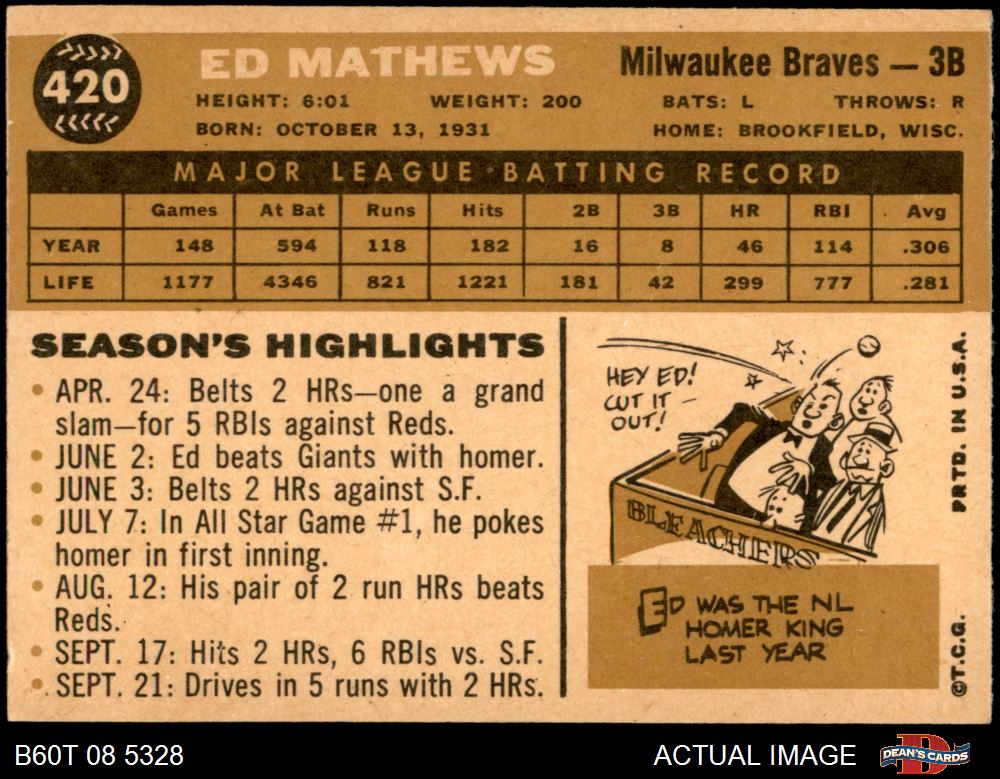 420
ED MATHEWS
Milwaukee Braves — 3B
HEIGHT: 6:01 WEIGHT: 200 BATS: L THROWS: R
BORN: OCTOBER 13, 1931 HOME: BROOKFIELD, WISC.
MAJOR LEAGUE BATTING RECORD
Games At Bat Runs Hits 2B 3B HR RBI Avg
YEAR 148 594 118 182 16 8 46 114 .306
LIFE 1177 4346 821 1221 181 42 299 777 .281
SEASON'S HIGHLIGHTS
• APR. 24: Belts 2 HRs—one a grand
slam—for 5 RBIs against Reds.
• JUNE 2: Ed beats Giants with homer.
• JUNE 3: Belts 2 HRs against S.F.
• JULY 7: In All Star Game #1, he pokes
homer in first inning.
• AUG. 12: His pair of 2 run HRs beats
Reds.
• SEPT. 17: Hits 2 HRs, 6 RBIs vs. S.F.
• SEPT. 21: Drives in 5 runs with 2 HRs.
HEY ED!
CUT IT
OUT!
BLEACHERS
ED WAS THE NL
HOMER KING
LAST YEAR
PRTD. IN U.S.A.
©T.C.G.
B60T 08 5328
ACTUAL IMAGE
DEAN'S CARDS